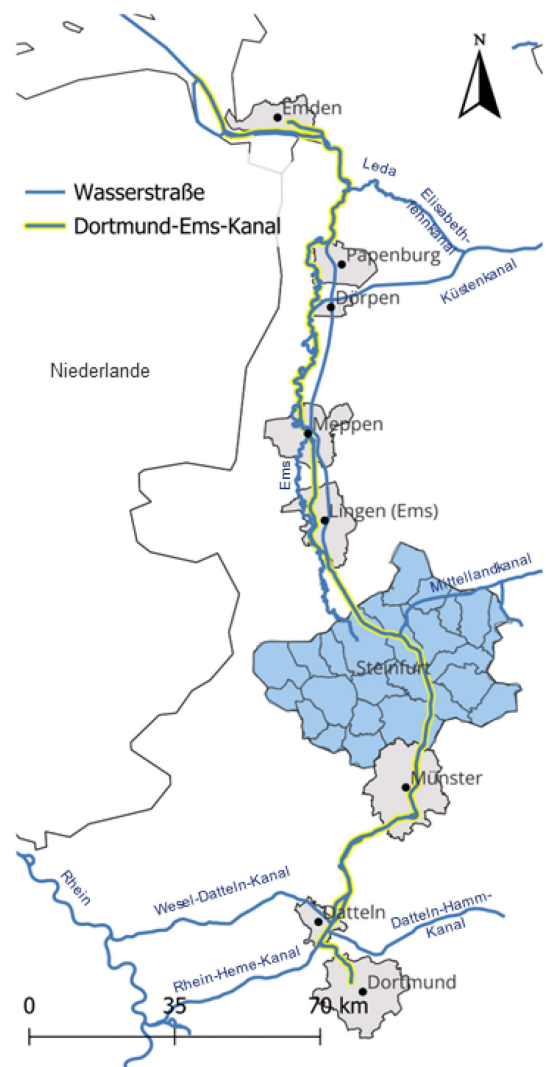 N
Emden
Leda
Elisabeth-
fehnkanal
Wasserstraße
Dortmund-Ems-Kanal
Papenburg
Küstenkanal
Dörpen
Niederlande
Meppen
Ems
Lingen (Ems)
Mittellandkanal
Steinfurt
Münster
Rhein
Wesel-Datteln-Kanal
Datteln
Datteln-Hamm-
Kanal
Rhein-Herne-Kanal
Dortmund
0 35 70 km